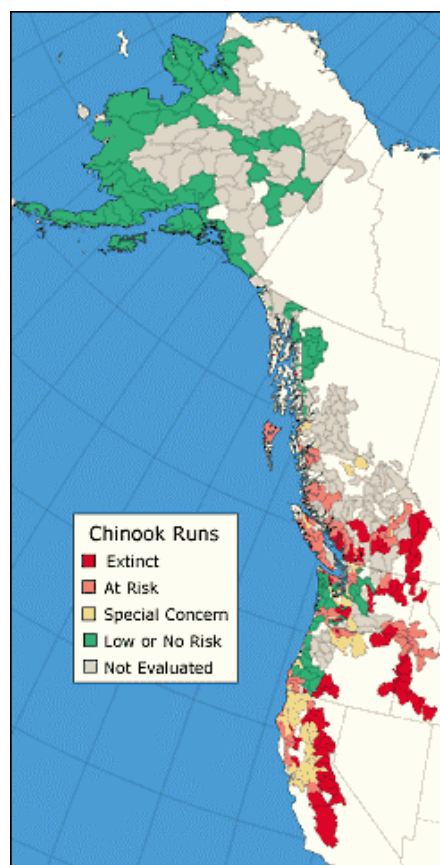 Chinook Runs
Extinct
At Risk
Special Concern
Low or No Risk
Not Evaluated